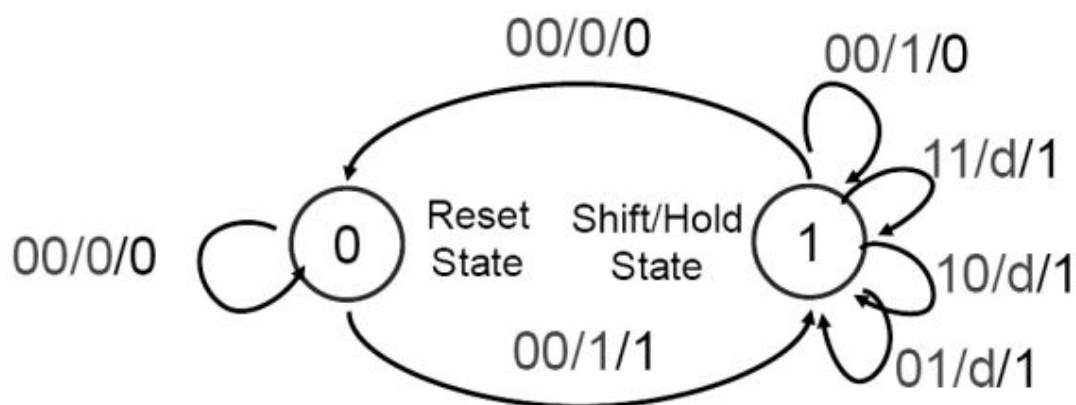 00/0/0
00/1/0
11/d/1
Reset
State
Shift/Hold
State
0
1
00/0/0
10/d/1
00/1/1
01/d/1